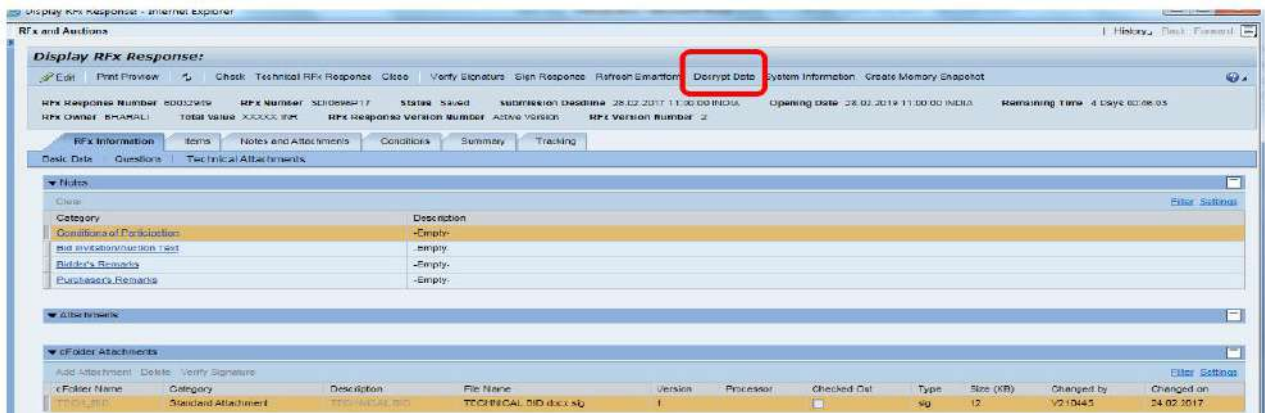 Display RFx Response - Internet Explorer
RFx and Auctions
History Back Forward
Display RFx Response:
Edit Print Preview Check Technical RFx Response Close Verify Signature Sign Response Refresh Smartform Decrypt Data System Information Create Memory Snapshot
RFx Response Number RFx Number Status Saved Submission Deadline 28.02.2017 11:00:00 INDIA Opening Date 28.02.2019 11:00:00 INDIA Remaining Time 4 Days
RFx Owner BHARALI Total Value INR RFx Response Version Number Active Version RFx Version Number 2
RFx Information Items Notes and Attachments Conditions Summary Tracking
Basic Data Questions Technical Attachments
Notes
Clear Filter Settings
Category Description
Conditions of Participation -Empty-
Bid Invitation/Auction Text -Empty-
Bidder's Remarks -Empty-
Purchaser's Remarks -Empty-
Attachments
cFolder Attachments
Add Attachment Delete Verify Signature Filter Settings
cFolder Name Category Description File Name Version Processor Checked Out Type Size (KB) Changed by Changed on
TECH_BID Standard Attachment TECHNICAL BID TECHNICAL BID.docx.sig 1 sig 12 V210445 24.02.2017